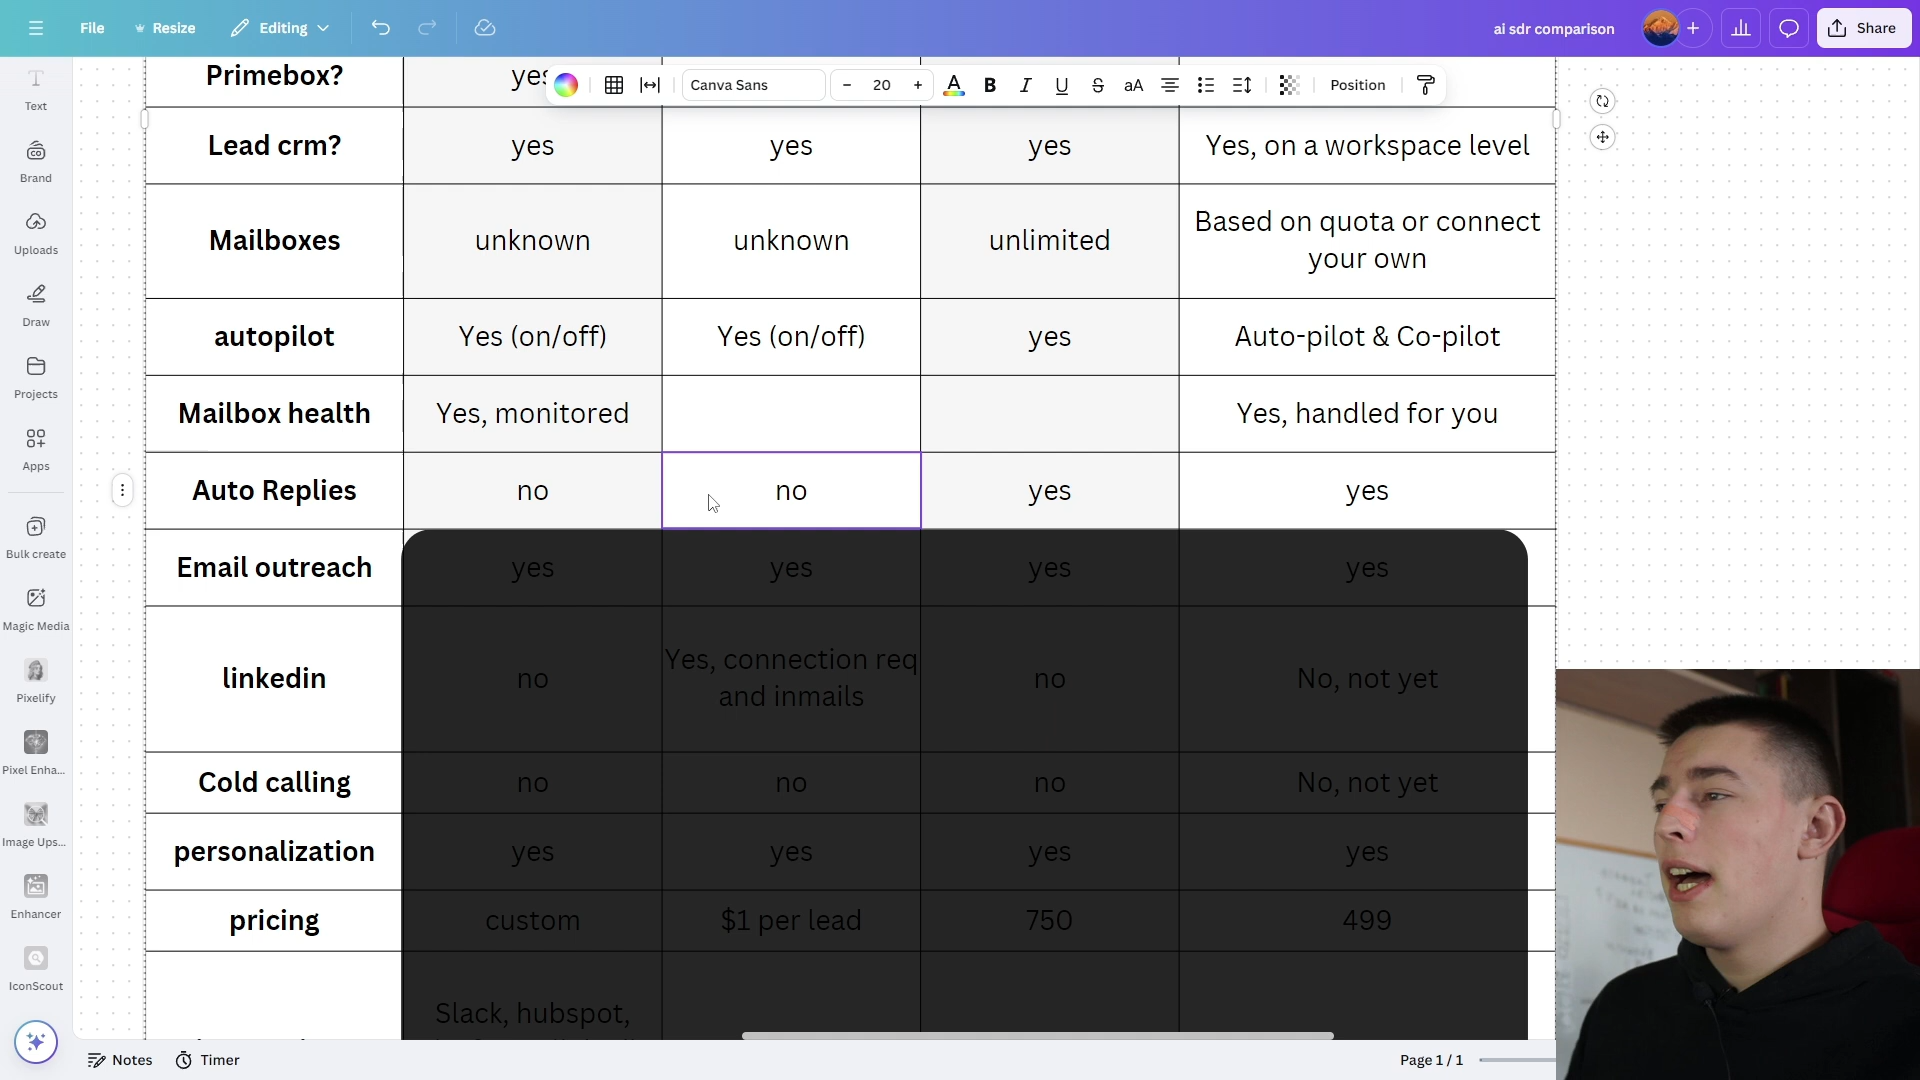 File
Resize
Editing
ai sdr comparison
Share
Canva Sans
20
aA
Position
Text
Brand
Uploads
Draw
Projects
Apps
Bulk create
Magic Media
Pixelify
Pixel Enha...
Image Ups...
Enhancer
IconScout
Primebox? yes
Lead crm? yes yes yes Yes, on a workspace level
Mailboxes unknown unknown unlimited Based on quota or connect
your own
autopilot Yes (on/off) Yes (on/off) yes Auto-pilot & Co-pilot
Mailbox health Yes, monitored Yes, handled for you
Auto Replies no no yes yes
Email outreach yes yes yes yes
linkedin no Yes, connection req
and inmails no No, not yet
Cold calling no no no No, not yet
personalization yes yes yes yes
pricing custom $1 per lead 750 499
Slack, hubspot,
Notes
Timer
Page 1 / 1